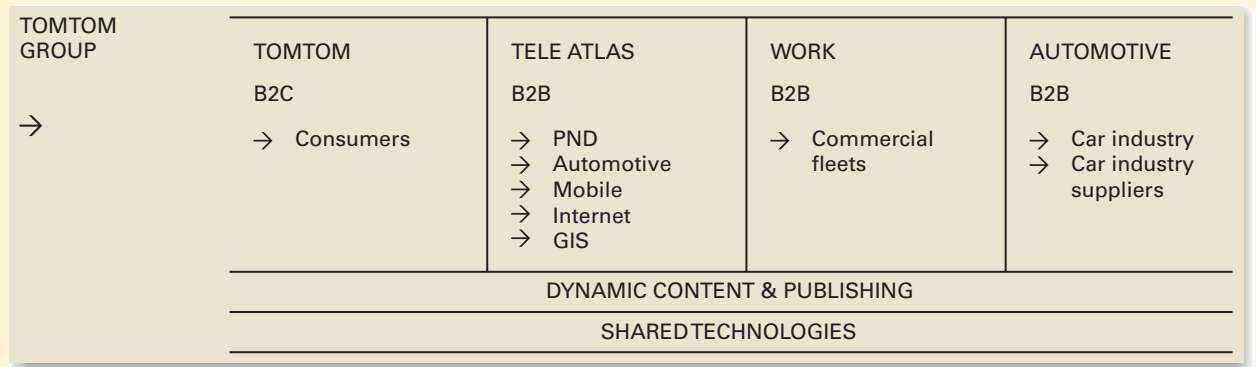 TOMTOM
GROUP
→
TOMTOM
B2C
→ Consumers
TELE ATLAS
B2B
→ PND
→ Automotive
→ Mobile
→ Internet
→ GIS
WORK
B2B
→ Commercial
fleets
AUTOMOTIVE
B2B
→ Car industry
→ Car industry
suppliers
DYNAMIC CONTENT & PUBLISHING
SHARED TECHNOLOGIES